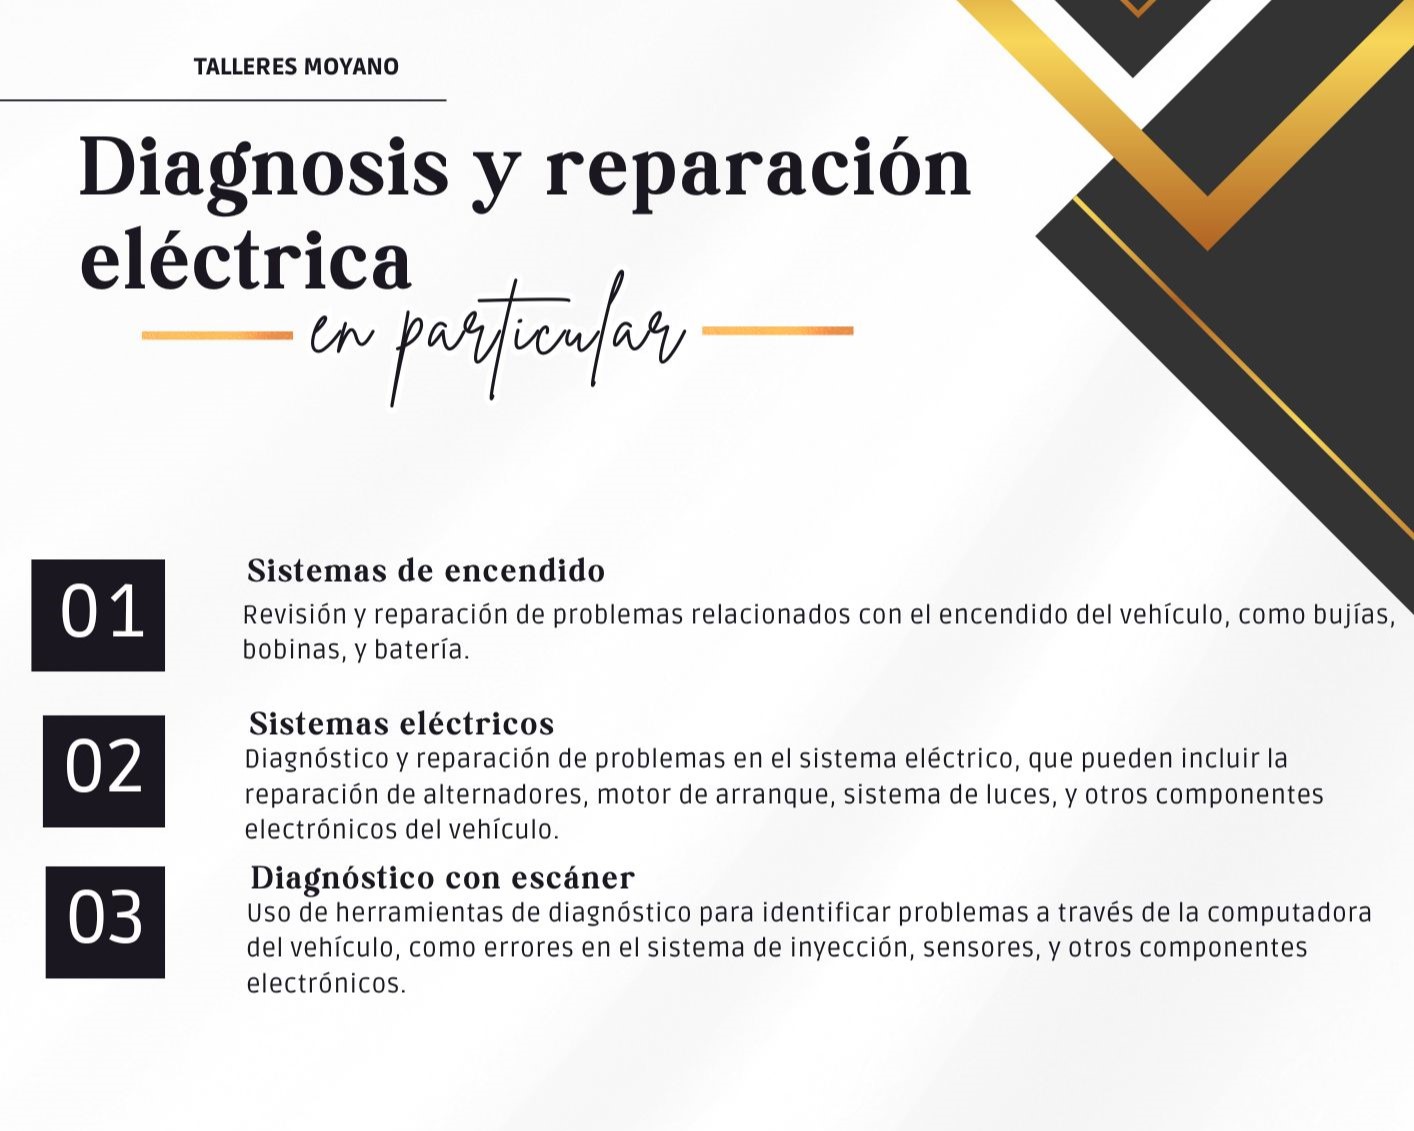 TALLERES MOYANO
Diagnosis y reparación
eléctrica
en particular
01
Sistemas de encendido
Revisión y reparación de problemas relacionados con el encendido del vehículo, como bujías,
bobinas, y batería.
02
Sistemas eléctricos
Diagnóstico y reparación de problemas en el sistema eléctrico, que pueden incluir la
reparación de alternadores, motor de arranque, sistema de luces, y otros componentes
electrónicos del vehículo.
03
Diagnóstico con escáner
Uso de herramientas de diagnóstico para identificar problemas a través de la computadora
del vehículo, como errores en el sistema de inyección, sensores, y otros componentes
electrónicos.